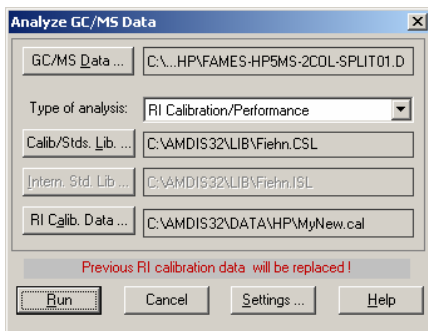 Analyze GC/MS Data
GC/MS Data ... C:\...HP\FAMES-HP5MS-2COL-SPLIT01.D
Type of analysis: RI Calibration/Performance
Calib/Stds. Lib. ... C:\AMDIS32\LIB\Fiehn.CSL
Intern. Std. Lib ... C:\AMDIS32\LIB\Fiehn.ISL
RI Calib. Data ... C:\AMDIS32\DATA\HP\MyNew.cal
Previous RI calibration data will be replaced !
Run Cancel Settings ... Help